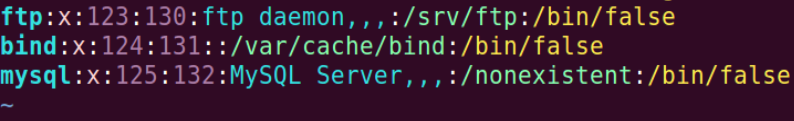 ftp:x:123:130:ftp daemon,,,:/srv/ftp:/bin/false
bind:x:124:131::/var/cache/bind:/bin/false
mysql:x:125:132:MySQL Server,,,:/nonexistent:/bin/false
~